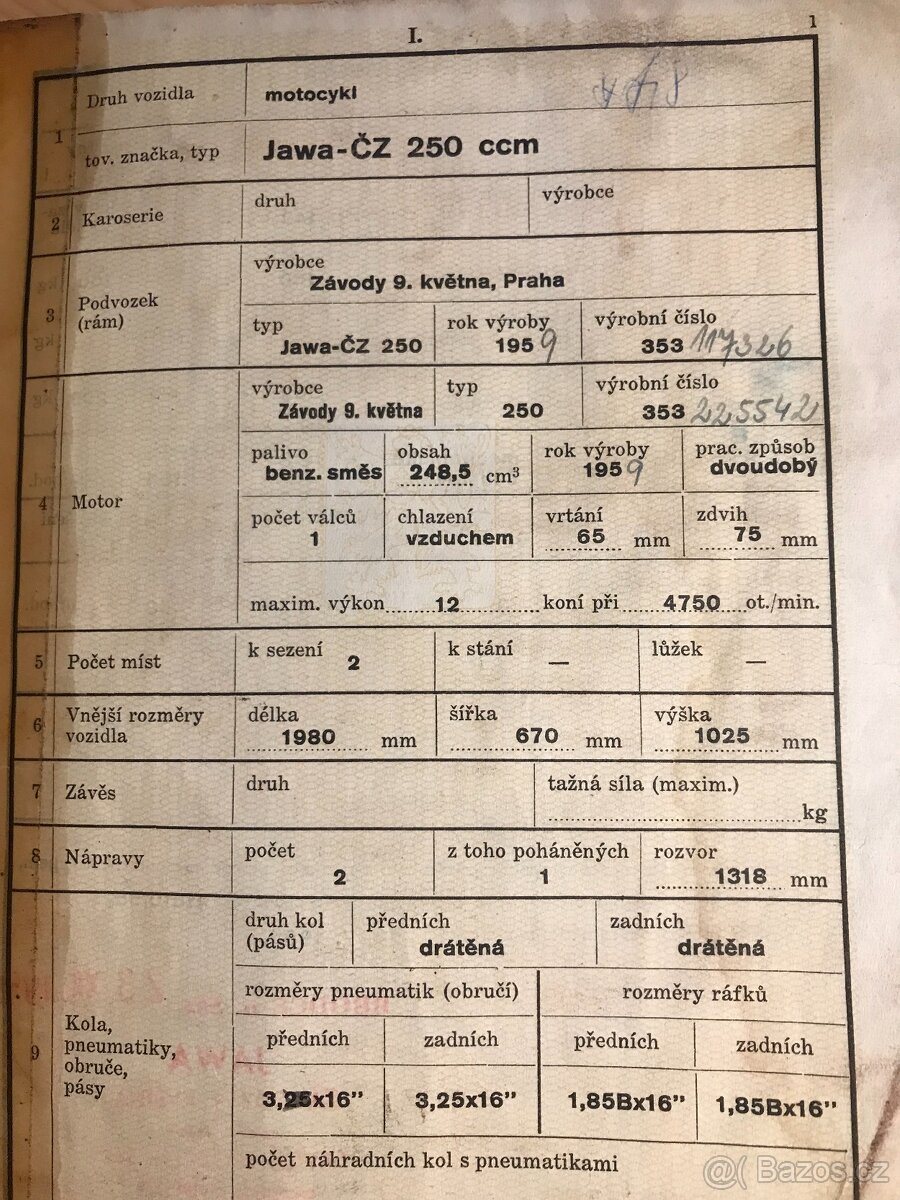 I.
1
1
Druh vozidla
motocykl
tov. značka, typ
Jawa-ČZ 250 ccm
2
Karoserie
druh
výrobce
3
Podvozek
(rám)
výrobce
Závody 9. května, Praha
typ
Jawa-ČZ 250
rok výroby
1959
výrobní číslo
353 117326
4
Motor
výrobce
Závody 9. května
typ
250
výrobní číslo
353 225542
palivo
benz. směs
obsah
248,5 cm³
rok výroby
1959
prac. způsob
dvoudobý
počet válců
1
chlazení
vzduchem
vrtání
65 mm
zdvih
75 mm
maxim. výkon 12 koní při 4750 ot./min.
5
Počet míst
k sezení
2
k stání
—
lůžek
—
6
Vnější rozměry
vozidla
délka
1980 mm
šířka
670 mm
výška
1025 mm
7
Závěs
druh
tažná síla (maxim.)
kg
8
Nápravy
počet
2
z toho poháněných
1
rozvor
1318 mm
9
Kola,
pneumatiky,
obruče,
pásy
druh kol
(pásů)
předních
drátěná
zadních
drátěná
rozměry pneumatik (obručí)
rozměry ráfků
předních
zadních
předních
zadních
3,25x16"
3,25x16"
1,85Bx16"
1,85Bx16"
počet náhradních kol s pneumatikami
@( Bazos.cz